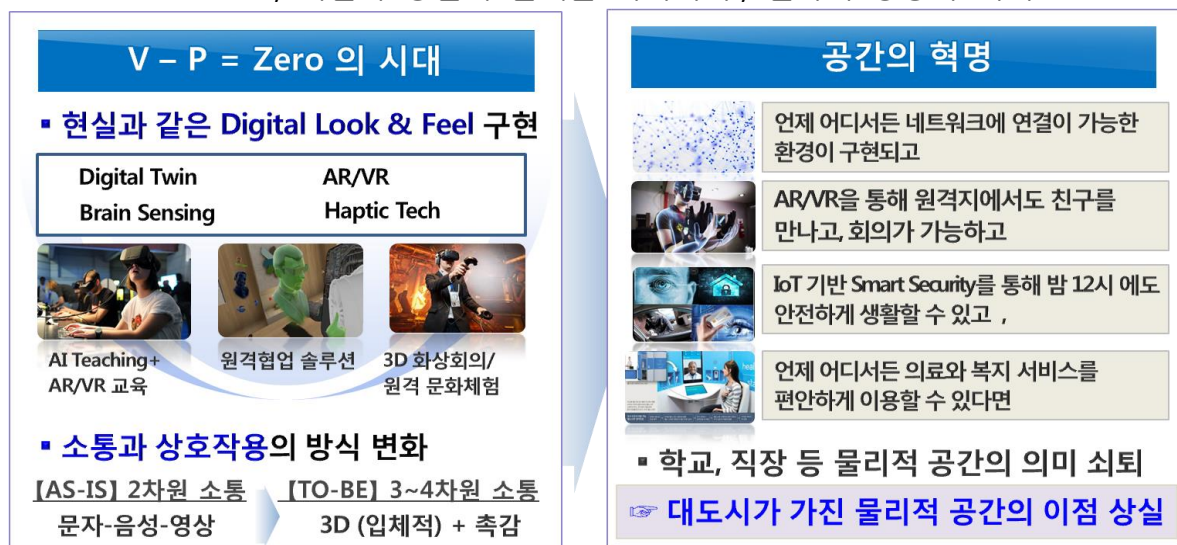 V – P = Zero 의 시대
▪ 현실과 같은 Digital Look & Feel 구현
Digital Twin AR/VR
Brain Sensing Haptic Tech
AI Teaching+
AR/VR 교육
원격협업 솔루션
3D 화상회의/
원격 문화체험
▪ 소통과 상호작용의 방식 변화
【AS-IS】 2차원 소통
문자-음성-영상
【TO-BE】 3~4차원 소통
3D (입체적) + 촉감
공간의 혁명
언제 어디서든 네트워크에 연결이 가능한
환경이 구현되고
AR/VR을 통해 원격지에서도 친구를
만나고, 회의가 가능하고
IoT 기반 Smart Security를 통해 밤 12시 에도
안전하게 생활할 수 있고 ,
언제 어디서든 의료와 복지 서비스를
편안하게 이용할 수 있다면
▪ 학교, 직장 등 물리적 공간의 의미 쇠퇴
☞ 대도시가 가진 물리적 공간의 이점 상실